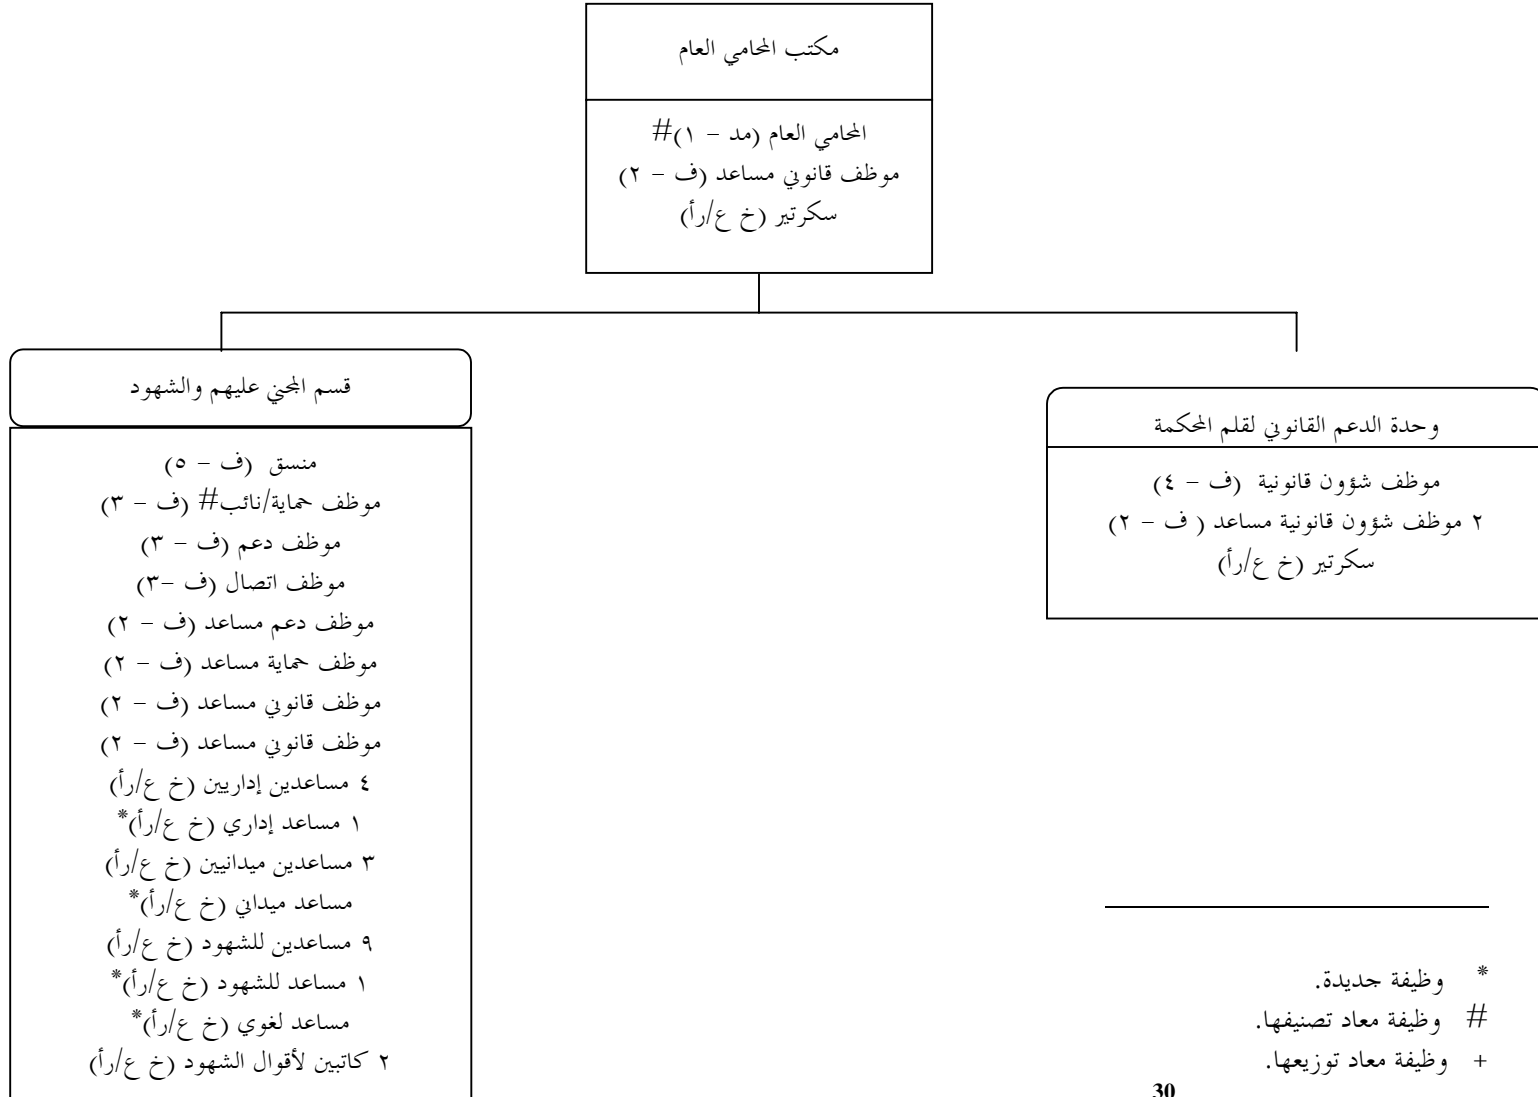 مكتب المحامي العام
المحامي العام (مد – ١)#
موظف قانوني مساعد (ف – ٢)
سكرتير (خ ع/رأ)
وحدة الدعم القانوني لقلم المحكمة
موظف شؤون قانونية (ف – ٤)
٢ موظف شؤون قانونية مساعد ( ف – ٢)
سكرتير (خ ع/رأ)
قسم المجني عليهم والشهود
منسق (ف – ٥)
موظف حماية/نائب# (ف – ٣)
موظف دعم (ف – ٣)
موظف اتصال (ف –٣)
موظف دعم مساعد (ف – ٢)
موظف حماية مساعد (ف – ٢)
موظف قانوني مساعد (ف – ٢)
موظف قانوني مساعد (ف – ٢)
٤ مساعدين إداريين (خ ع/رأ)
١ مساعد إداري (خ ع/رأ)*
٣ مساعدين ميدانيين (خ ع/رأ)
مساعد ميداني (خ ع/رأ)*
٩ مساعدين للشهود (خ ع/رأ)
١ مساعد للشهود (خ ع/رأ)*
مساعد لغوي (خ ع/رأ)*
٢ كاتبين لأقوال الشهود (خ ع/رأ)
* وظيفة جديدة.
# وظيفة معاد تصنيفها.
+ وظيفة معاد توزيعها.
30